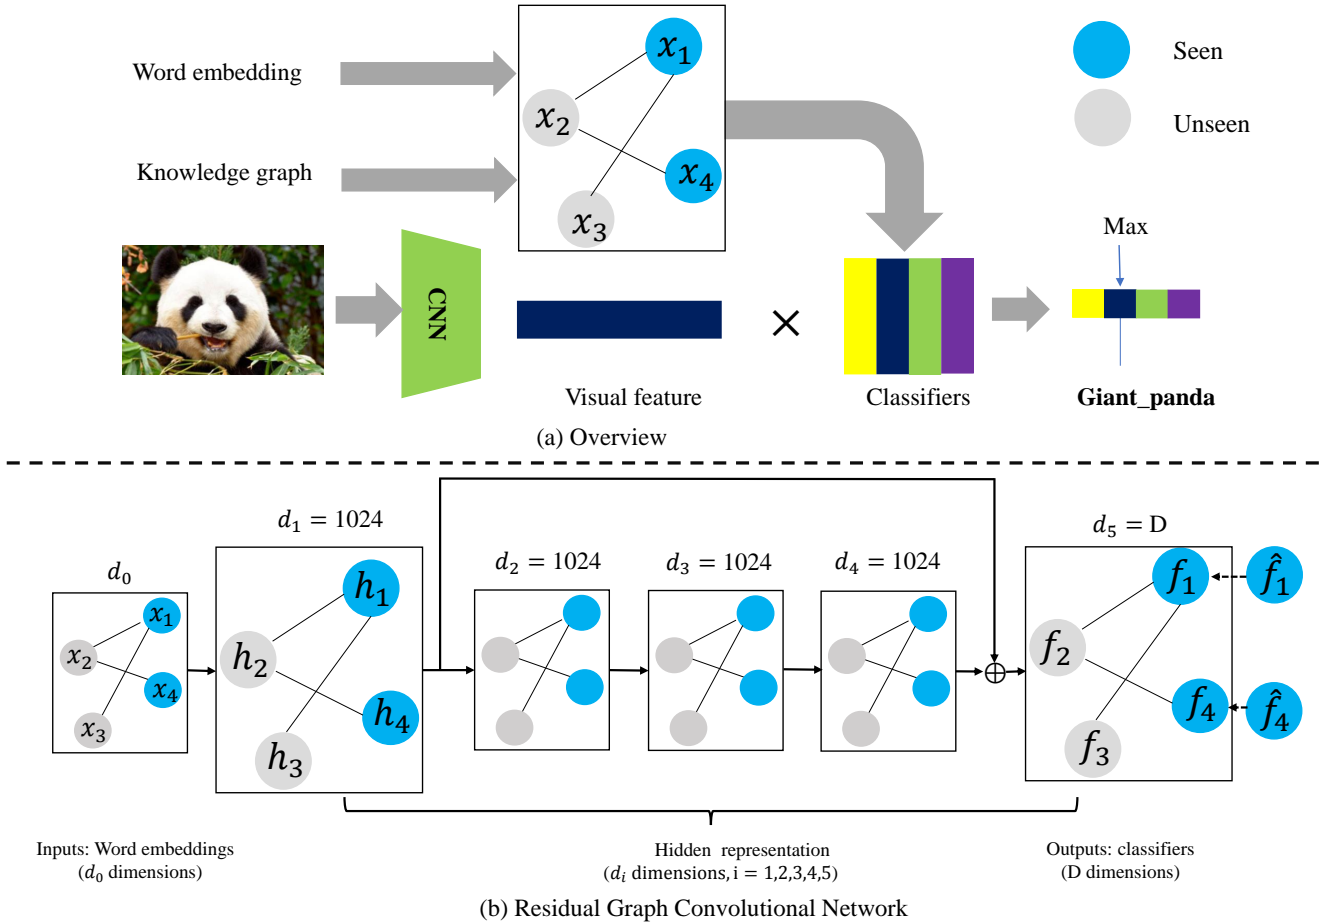 Word embedding
Knowledge graph
x₁
x₂
x₄
x₃
Seen
Unseen
CNN
Visual feature
×
Classifiers
Max
Giant_panda
(a) Overview
d₀
x₁
x₂
x₄
x₃
d₁ = 1024
h₁
h₂
h₄
h₃
d₂ = 1024
d₃ = 1024
d₄ = 1024
⊕
d₅ = D
f₁
f₂
f₄
f₃
f̂₁
f̂₄
Inputs: Word embeddings
(d₀ dimensions)
Hidden representation
(dᵢ dimensions, i = 1,2,3,4,5)
Outputs: classifiers
(D dimensions)
(b) Residual Graph Convolutional Network